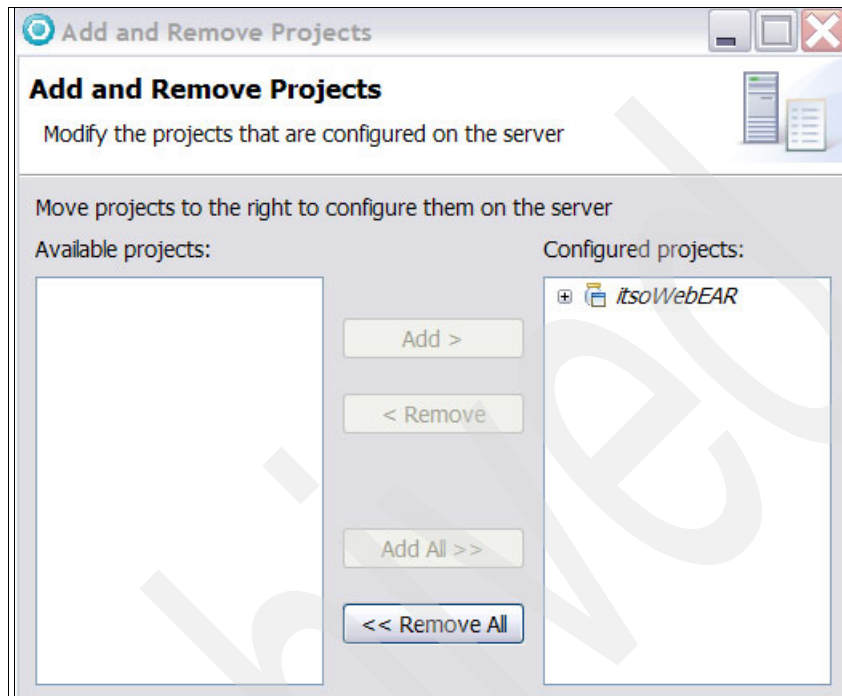 Add and Remove Projects
Add and Remove Projects
Modify the projects that are configured on the server
Move projects to the right to configure them on the server
Available projects:
Configured projects:
itsoWebEAR
Add >
< Remove
Add All >>
<< Remove All